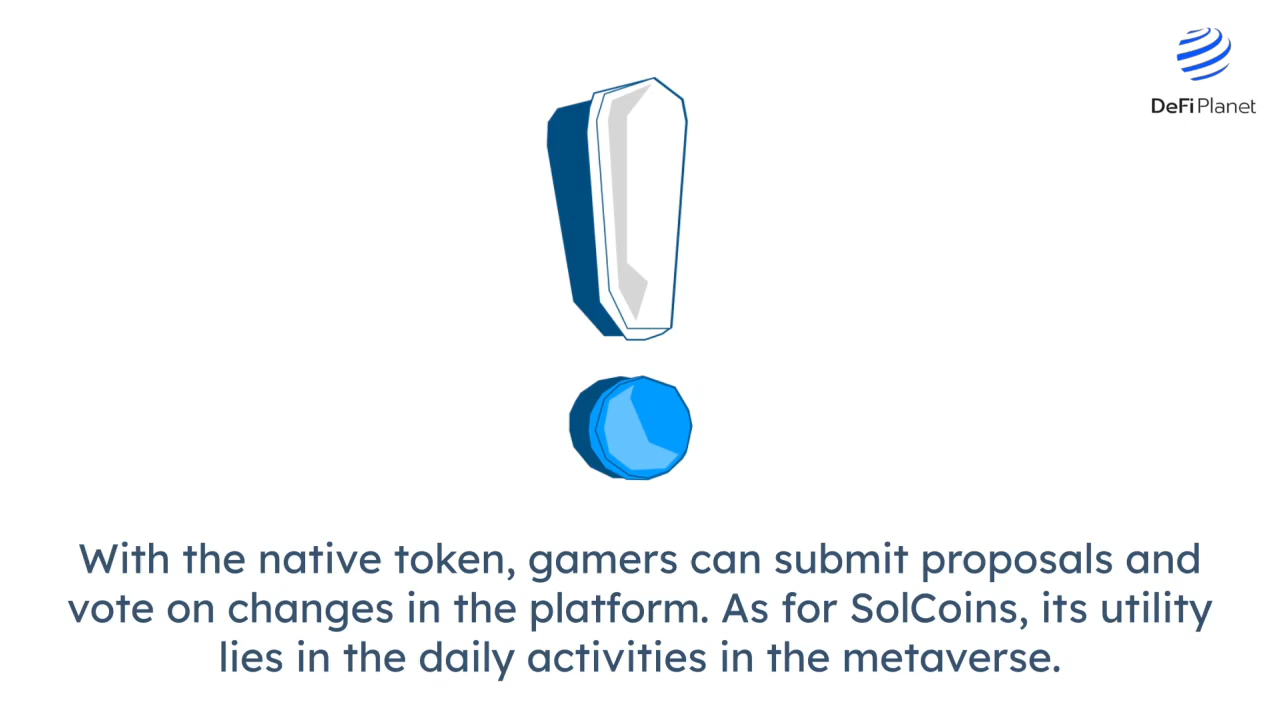 DeFi Planet
With the native token, gamers can submit proposals and
vote on changes in the platform. As for SolCoins, its utility
lies in the daily activities in the metaverse.